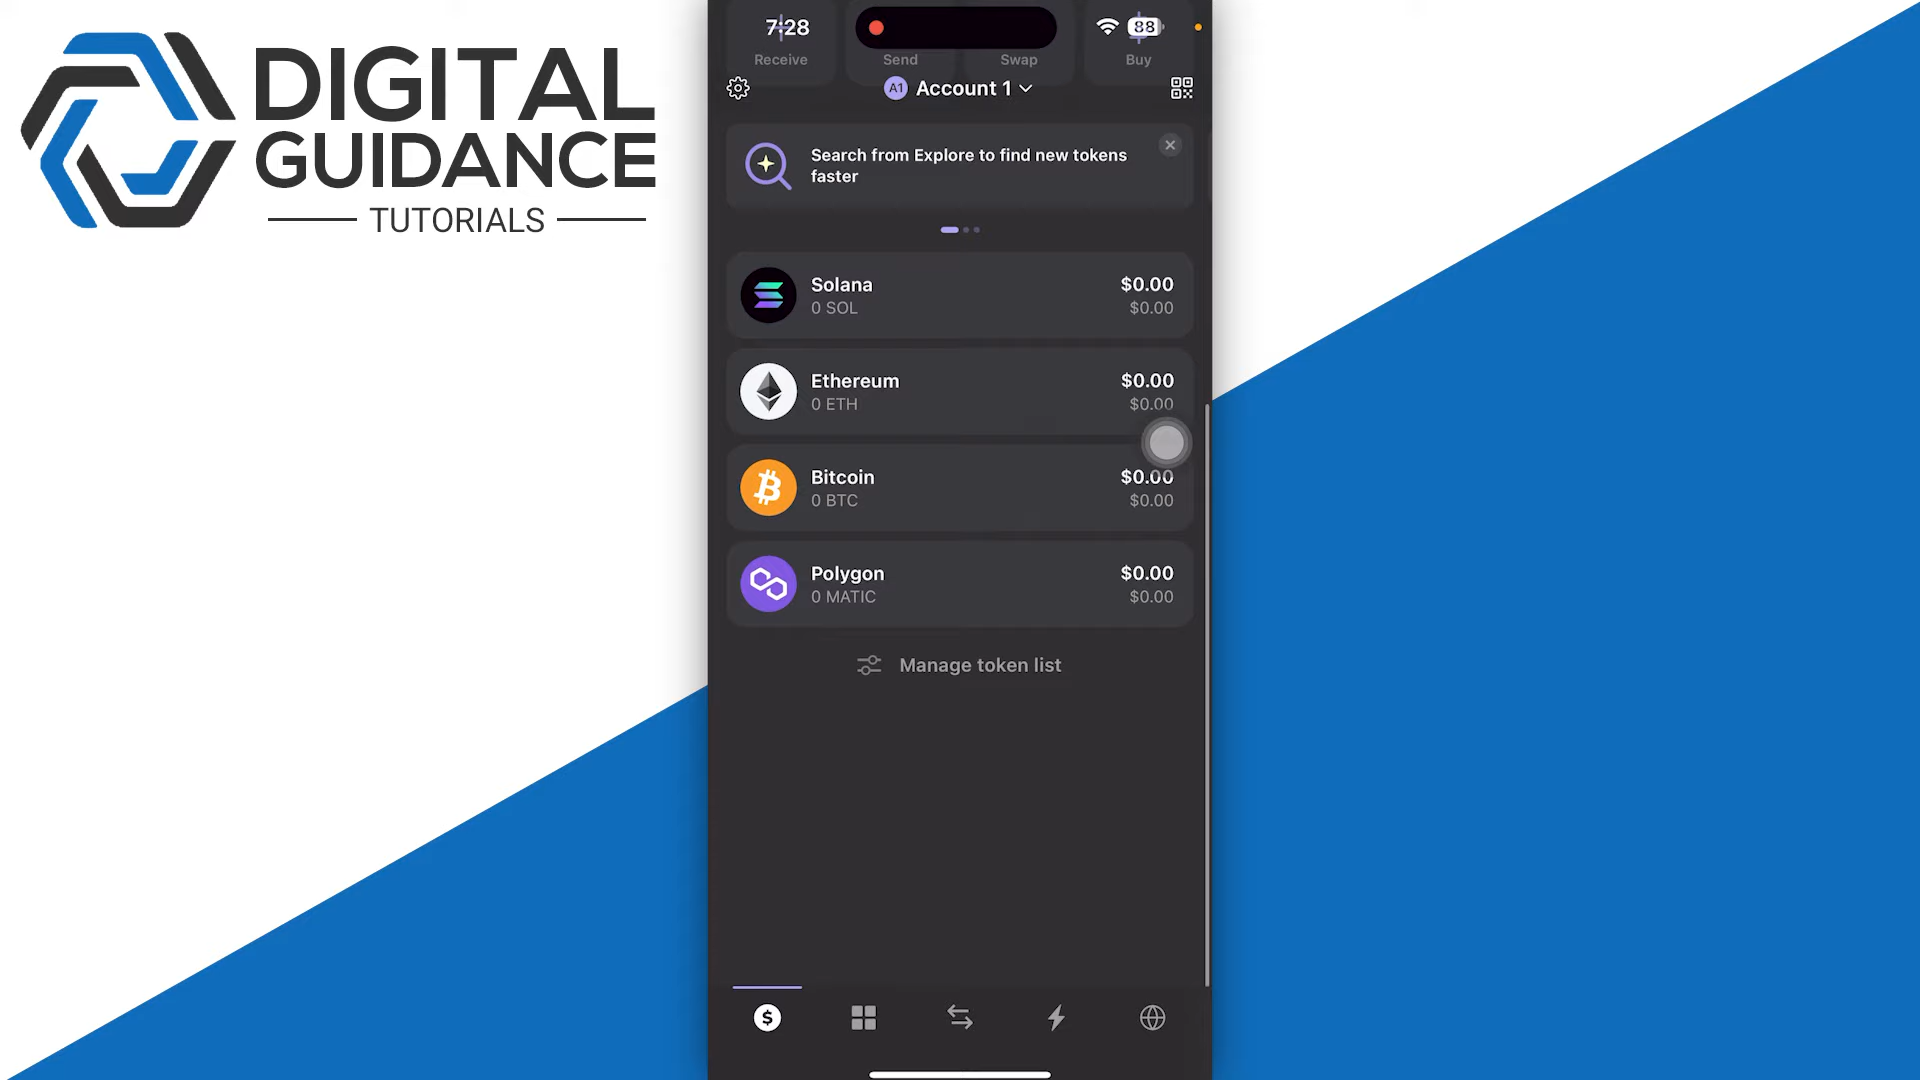 DIGITAL
GUIDANCE
TUTORIALS
7:28
88
Receive
Send
Swap
Buy
A1 Account 1
Search from Explore to find new tokens
faster
Solana
0 SOL
$0.00
$0.00
Ethereum
0 ETH
$0.00
$0.00
Bitcoin
0 BTC
$0.00
$0.00
Polygon
0 MATIC
$0.00
$0.00
Manage token list